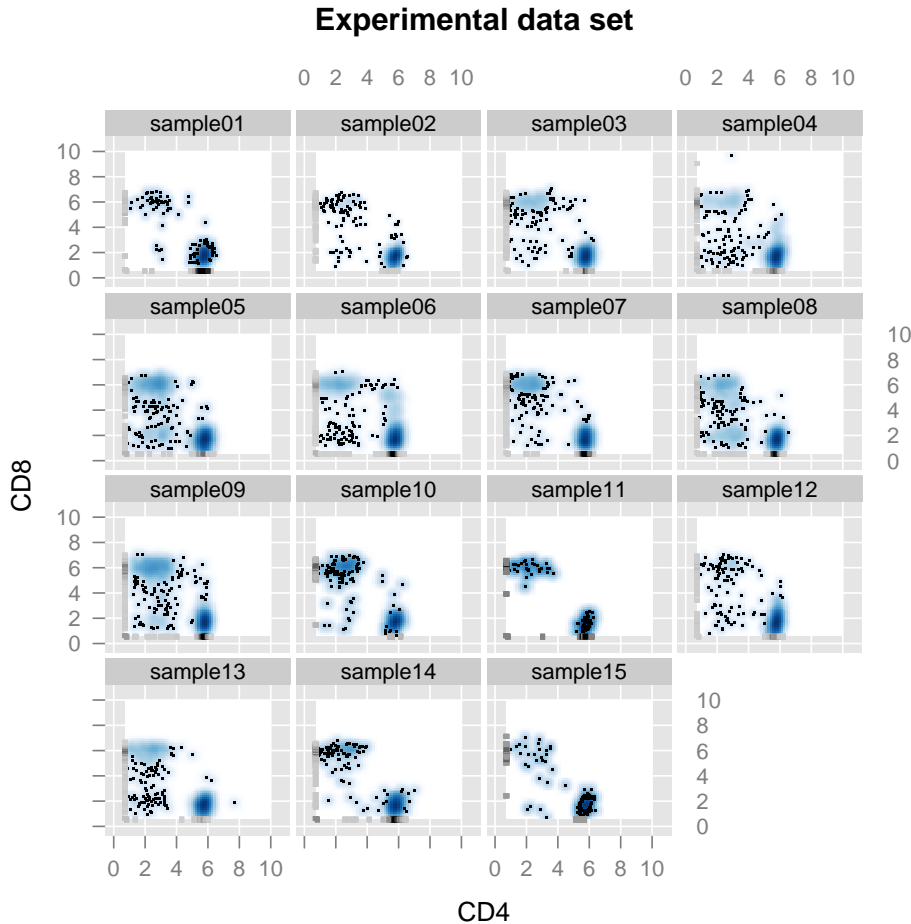 Experimental data set
0 2 4 6 8 10 0 2 4 6 8 10
sample01 sample02 sample03 sample04
10
8
6
4
2
0
sample05 sample06 sample07 sample08
10
8
6
4
2
0
CD8
sample09 sample10 sample11 sample12
10
8
6
4
2
0
sample13 sample14 sample15
10
8
6
4
2
0
0 2 4 6 8 10 0 2 4 6 8 10
CD4